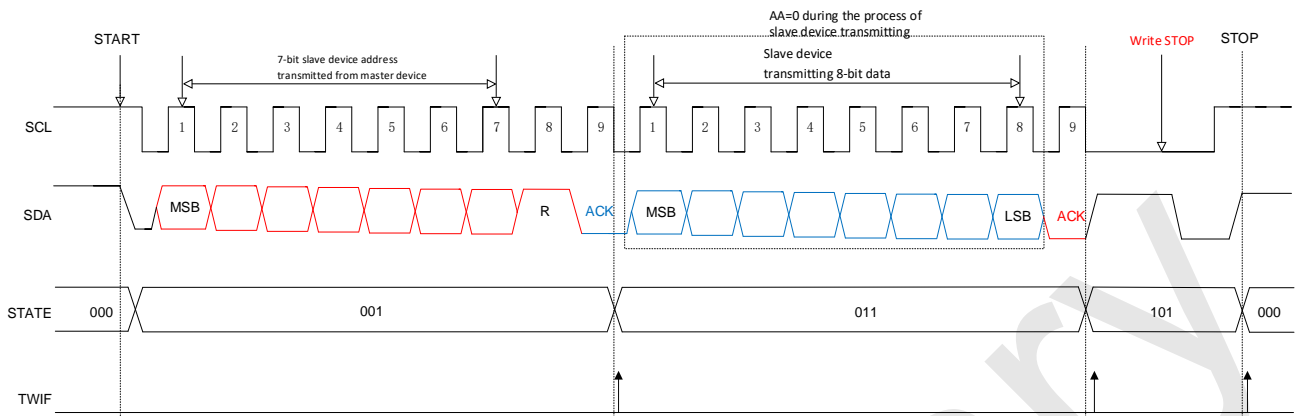 AA=0 during the process of
slave device transmitting
START
7-bit slave device address
transmitted from master device
Slave device
transmitting 8-bit data
Write STOP
STOP
SCL
1 2 3 4 5 6 7 8 9 1 2 3 4 5 6 7 8 9
SDA
MSB R ACK MSB LSB ACK
STATE
000 001 011 101 000
TWIF